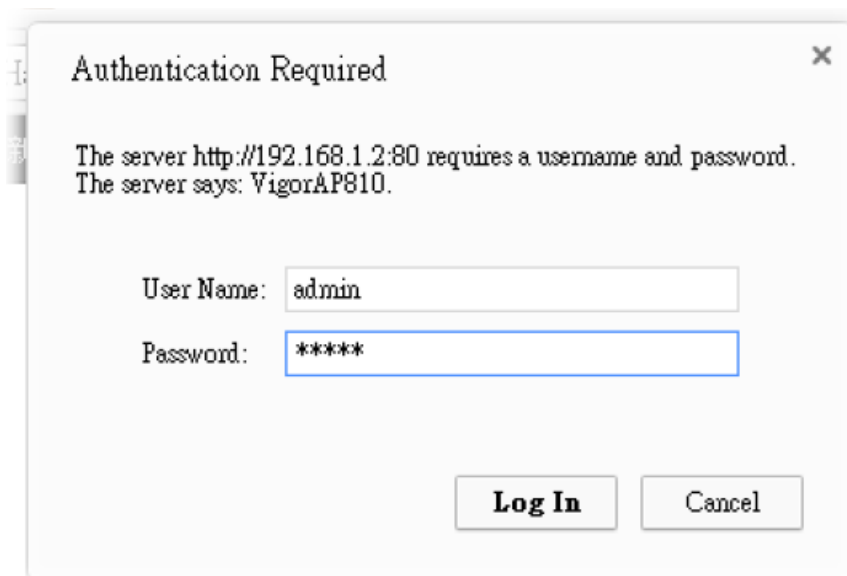 Authentication Required
The server http://192.168.1.2:80 requires a username and password.
The server says: VigorAP810.
User Name: admin
Password: *****
Log In Cancel